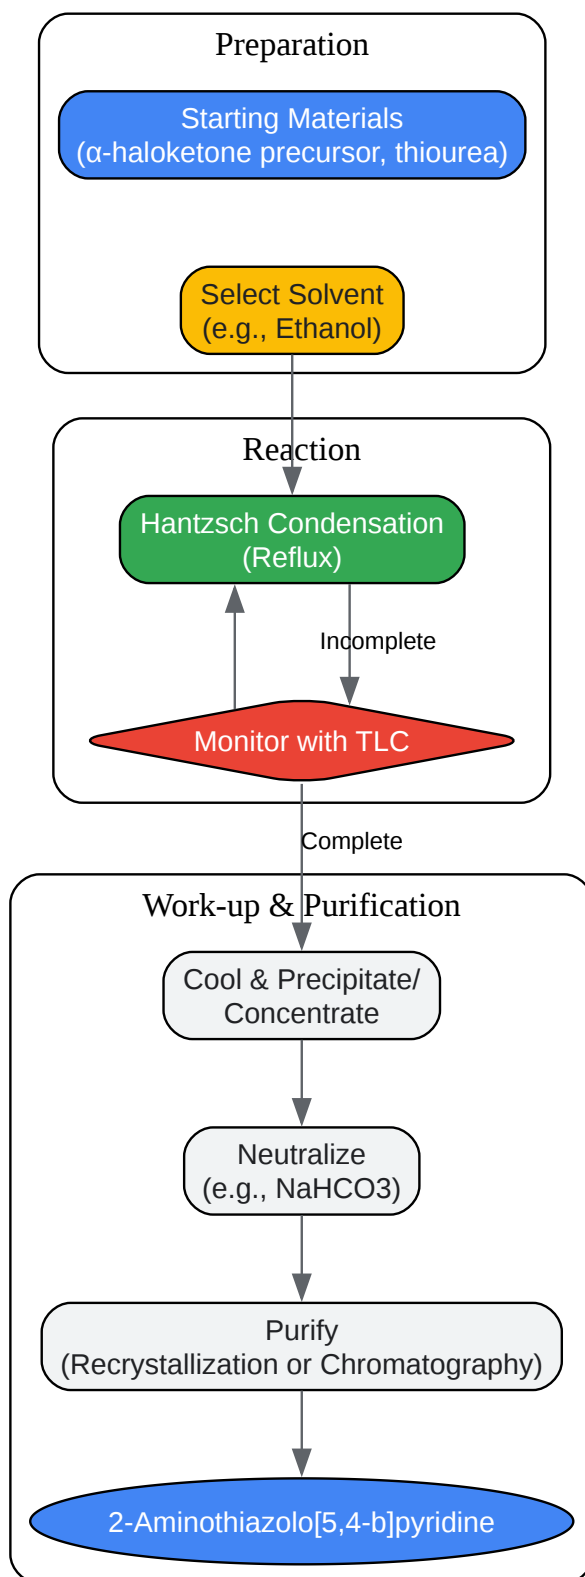 Preparation
Starting Materials
(α-haloketone precursor, thiourea)
Select Solvent
(e.g., Ethanol)
Reaction
Hantzsch Condensation
(Reflux)
Incomplete
Monitor with TLC
Complete
Work-up & Purification
Cool & Precipitate/
Concentrate
Neutralize
(e.g., NaHCO3)
Purify
(Recrystallization or Chromatography)
2-Aminothiazolo[5,4-b]pyridine